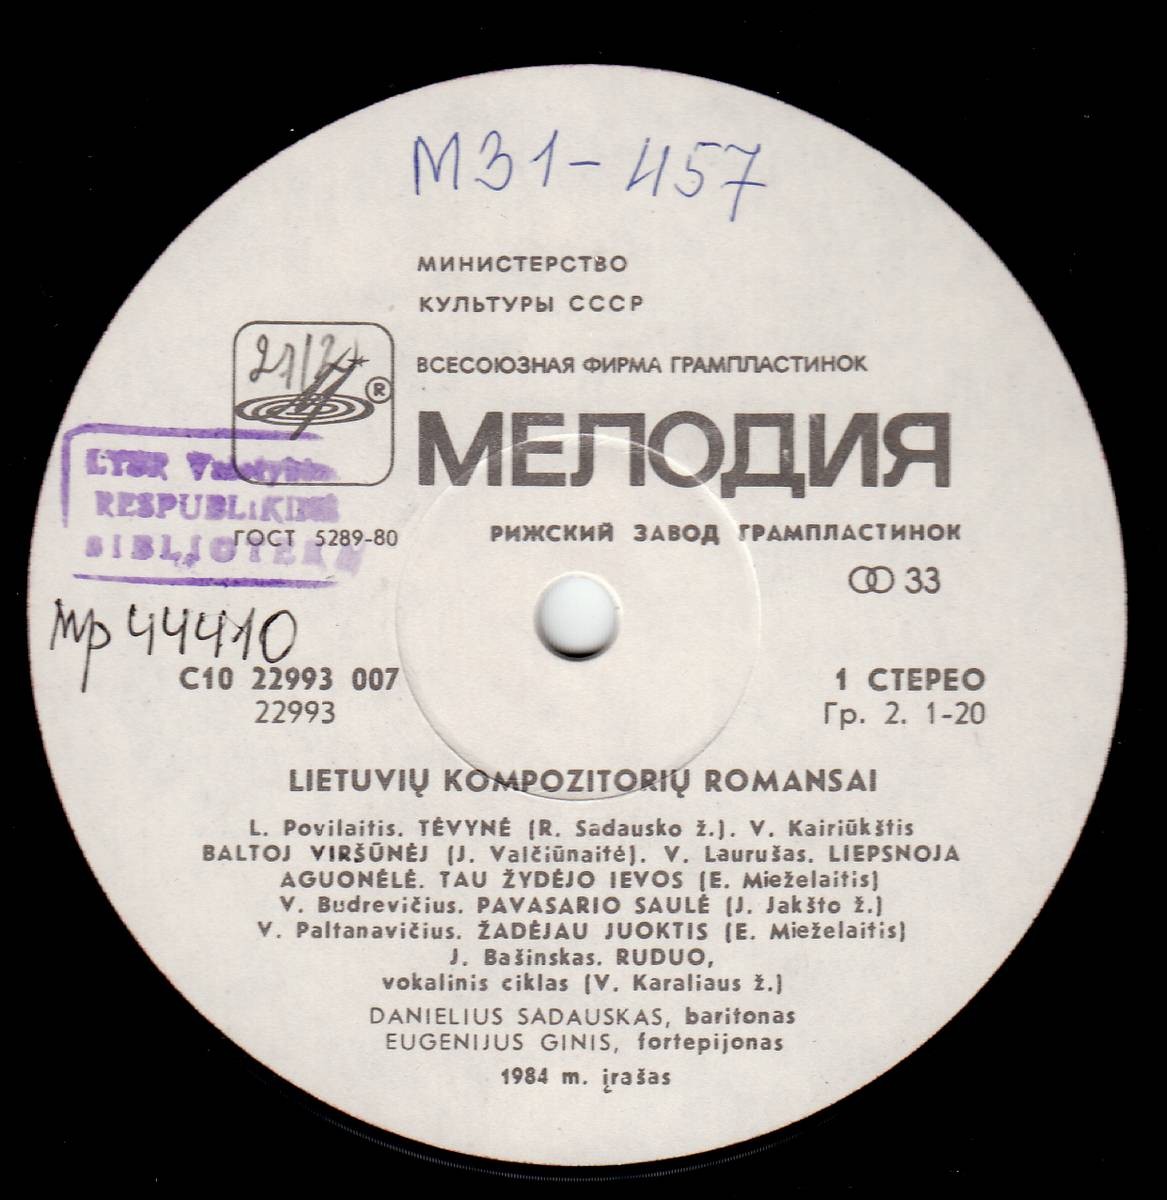 М31-457
МИНИСТЕРСТВО
КУЛЬТУРЫ СССР
ВСЕСОЮЗНАЯ ФИРМА ГРАМПЛАСТИНОК
®
МЕЛОДИЯ
LTSR
RESPUBLIKINĖ
BIBLIOTEKA
ГОСТ 5289-80
РИЖСКИЙ ЗАВОД ГРАМПЛАСТИНОК
33
Mp 44410
С10 22993 007
22993
1 СТЕРЕО
Гр. 2. 1-20
LIETUVIŲ KOMPOZITORIŲ ROMANSAI
L. Povilaitis. TĖVYNĖ (R. Sadausko ž.). V. Kairiūkštis
BALTOJ VIRŠŪNĖJ (J. Valčiūnaitė). V. Laurušas. LIEPSNOJA
AGUONĖLĖ. TAU ŽYDĖJO IEVOS (E. Mieželaitis)
V. Budrevičius. PAVASARIO SAULĖ (J. Jakšto ž.)
V. Paltanavičius. ŽADĖJAU JUOKTIS (E. Mieželaitis)
J. Bašinskas. RUDUO,
vokalinis ciklas (V. Karaliaus ž.)
DANIELIUS SADAUSKAS, baritonas
EUGENIJUS GINIS, fortepijonas
1984 m. įrašas